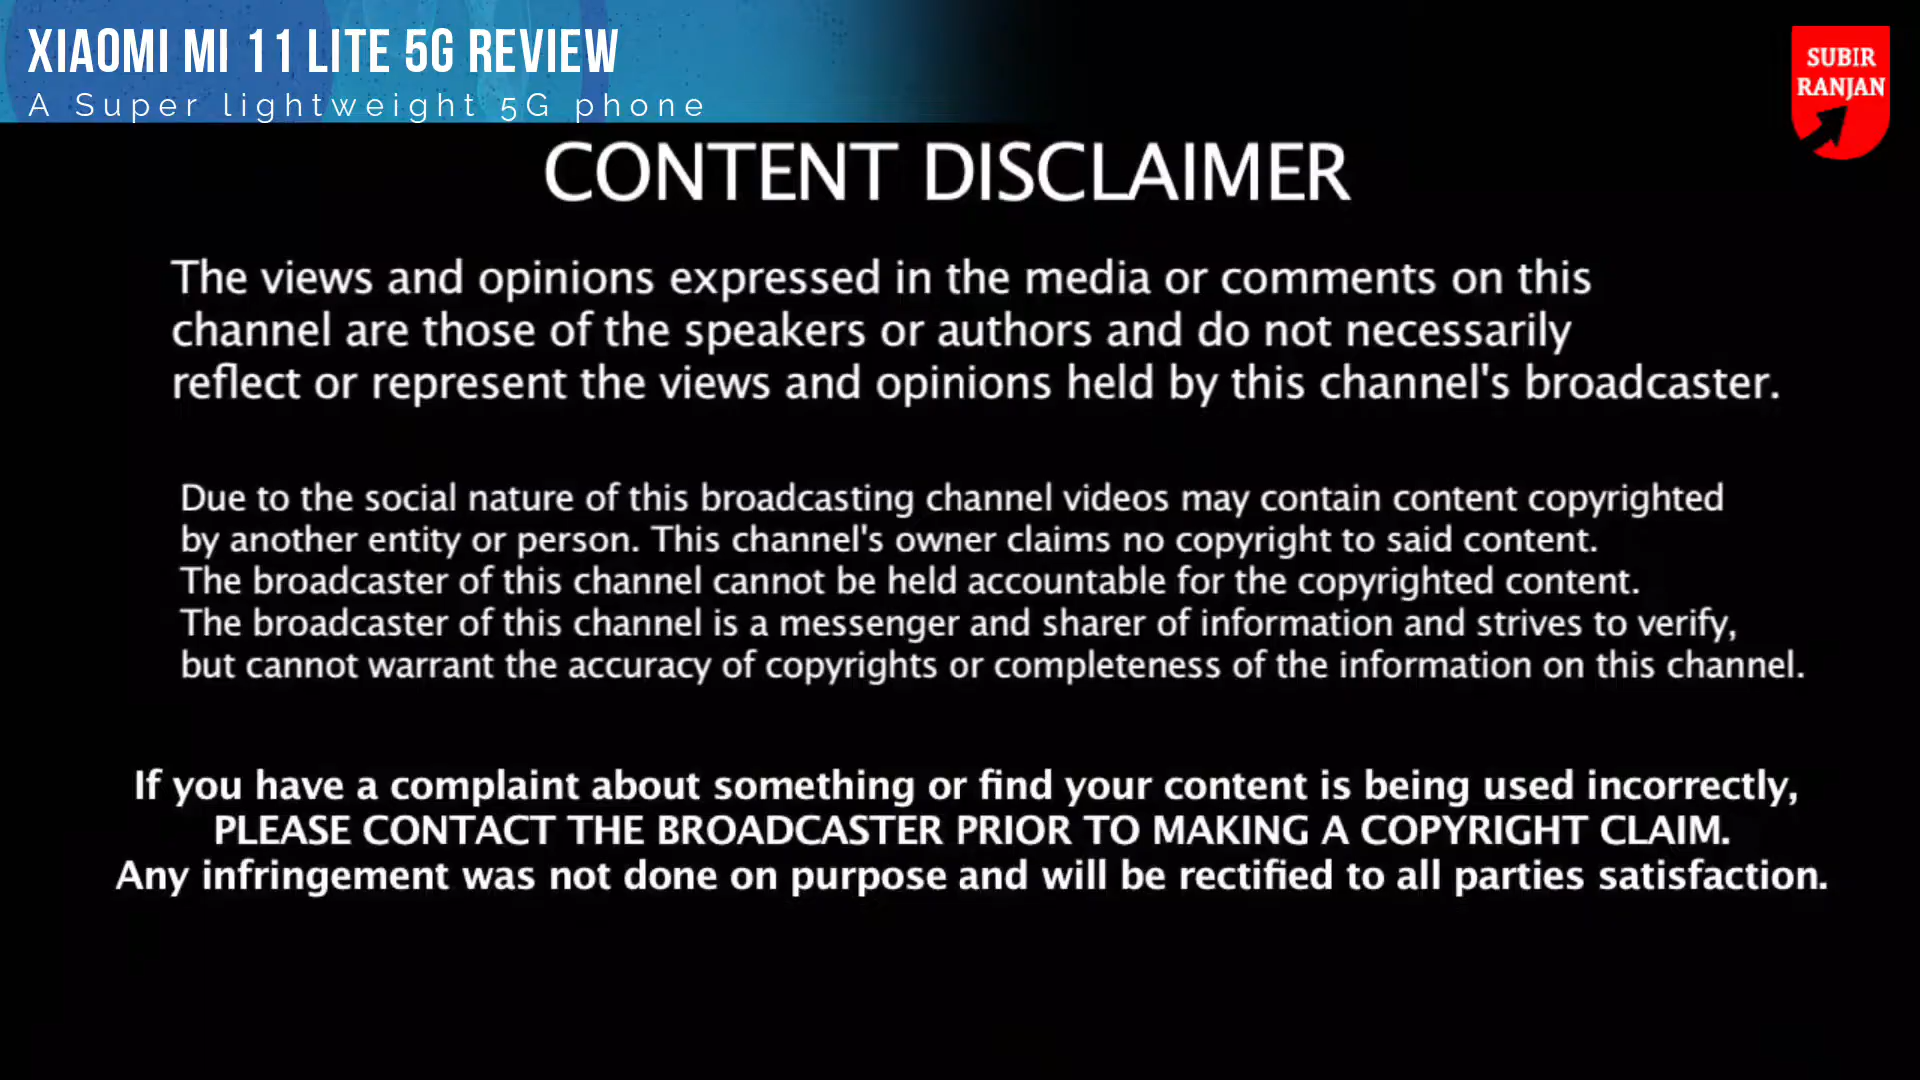 XIAOMI MI 11 LITE 5G REVIEW
A Super lightweight 5G phone
SUBIR
RANJAN
CONTENT DISCLAIMER
The views and opinions expressed in the media or comments on this
channel are those of the speakers or authors and do not necessarily
reflect or represent the views and opinions held by this channel's broadcaster.
Due to the social nature of this broadcasting channel videos may contain content copyrighted
by another entity or person. This channel's owner claims no copyright to said content.
The broadcaster of this channel cannot be held accountable for the copyrighted content.
The broadcaster of this channel is a messenger and sharer of information and strives to verify,
but cannot warrant the accuracy of copyrights or completeness of the information on this channel.
If you have a complaint about something or find your content is being used incorrectly,
PLEASE CONTACT THE BROADCASTER PRIOR TO MAKING A COPYRIGHT CLAIM.
Any infringement was not done on purpose and will be rectified to all parties satisfaction.